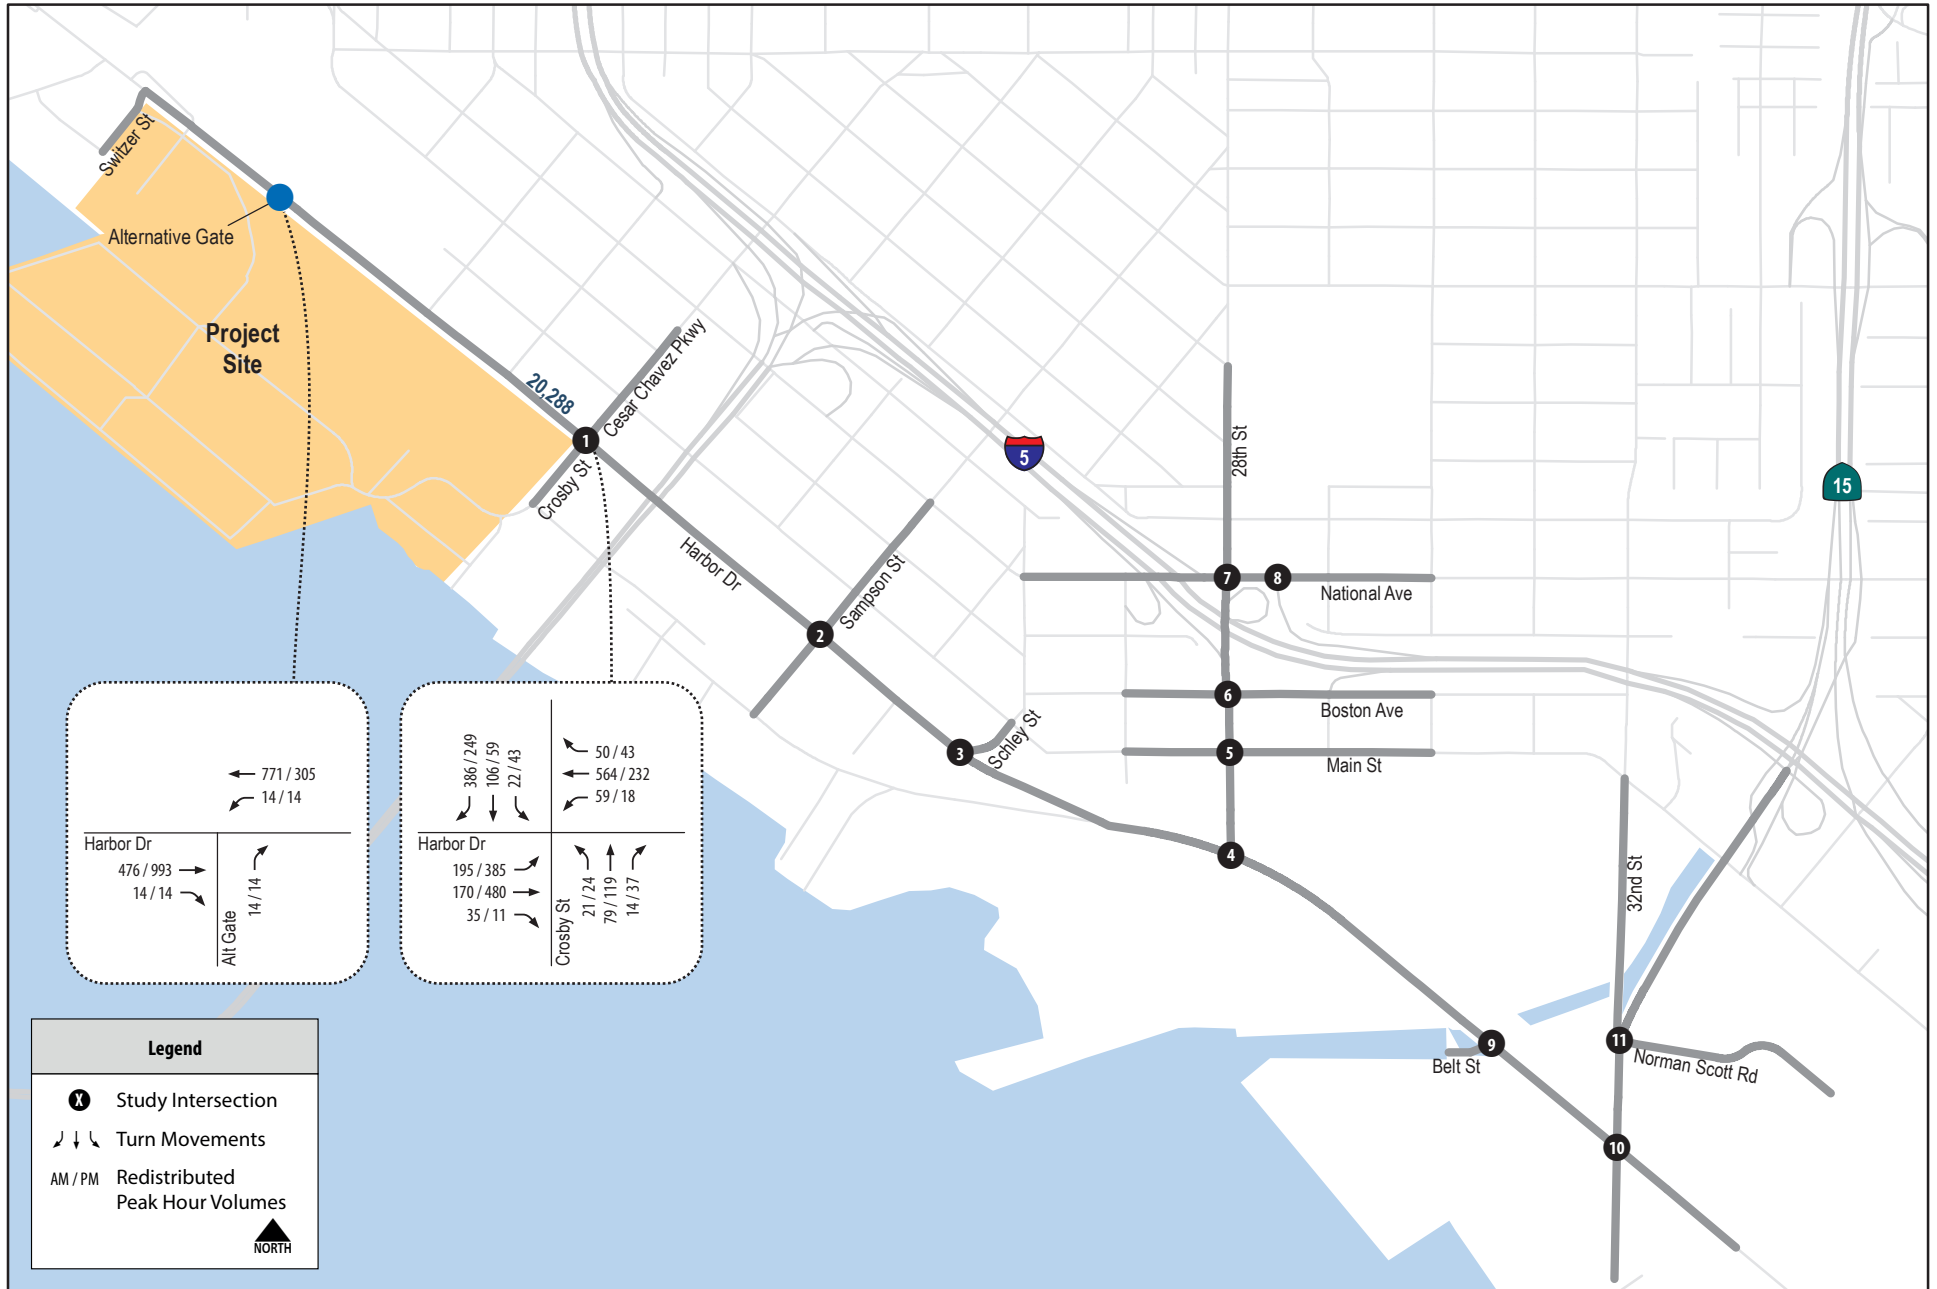 Switzer St
Alternative Gate
Project
Site
20,288
Cesar Chavez Pkwy
1
Crosby St
Harbor Dr
5
28th St
15
Sampson St
2
7
8
National Ave
6
Boston Ave
3
Schley St
5
Main St
4
32nd St
9
Belt St
11
Norman Scott Rd
10
771 / 305
14 / 14
Harbor Dr
476 / 993
14 / 14
Alt Gate
14 / 14
386 / 249
106 / 59
22 / 43
50 / 43
564 / 232
59 / 18
Harbor Dr
195 / 385
170 / 480
35 / 11
Crosby St
21 / 24
79 / 119
14 / 37
Legend
X Study Intersection
Turn Movements
AM / PM Redistributed
Peak Hour Volumes
NORTH